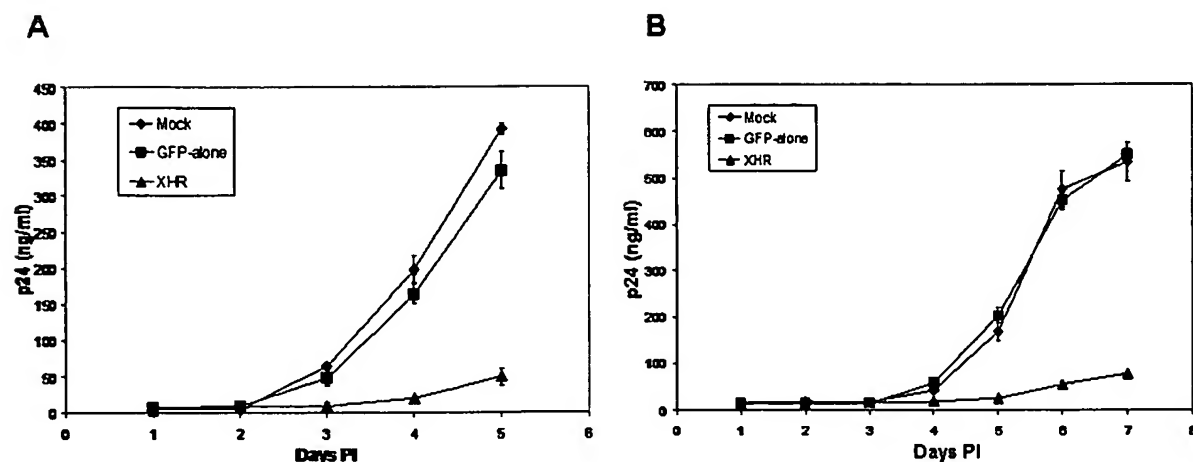 A
p24 (ng/ml)
450
400
350
300
250
200
150
100
50
0
Mock
GFP-alone
XHR
0 1 2 3 4 5 6
Days PI
B
p24 (ng/ml)
700
600
500
400
300
200
100
0
Mock
GFP-alone
XHR
0 1 2 3 4 5 6 7 8
Days PI